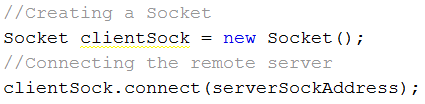 //Creating a Socket
Socket clientSock = new Socket();
//Connecting the remote server
clientSock.connect(serverSockAddress);